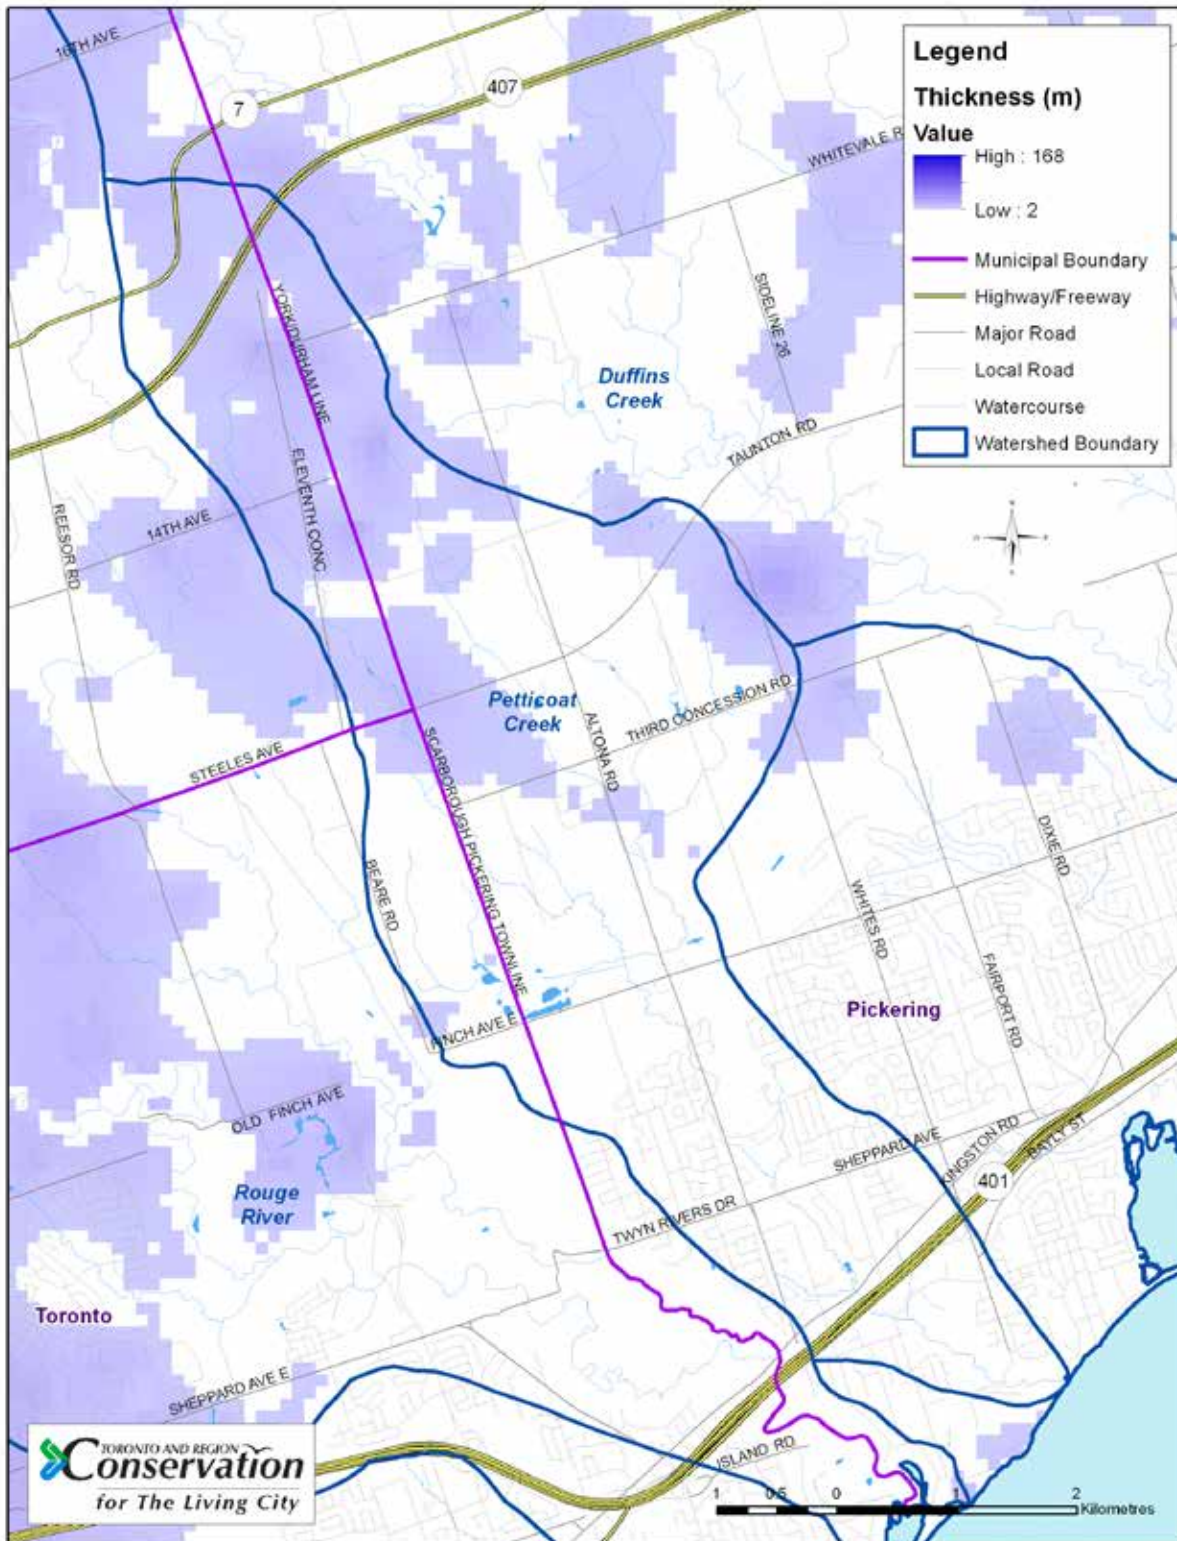 16TH AVE
7
407
WHITEVALE R
Legend
Thickness (m)
Value
High : 168
Low : 2
Municipal Boundary
Highway/Freeway
Major Road
Local Road
Watercourse
Watershed Boundary
YORK/DURHAM LINE
SIDELINE 26
Duffins
Creek
TAUNTON RD
ELEVENTH CONC
REESOR RD
14TH AVE
Petticoat
Creek
ALTONA RD
THIRD CONCESSION RD
STEELES AVE
SCARBOROUGH PICKERING TOWNLINE
BEARE RD
DIXIE RD
WHITES RD
FAIRPORT RD
Pickering
FINCH AVE E
OLD FINCH AVE
SHEPPARD AVE
KINGSTON RD
BAYLY ST
401
Rouge
River
TWYN RIVERS DR
Toronto
SHEPPARD AVE E
ISLAND RD
TORONTO AND REGION
Conservation
for The Living City
1 0.5 0 1 2
Kilometres